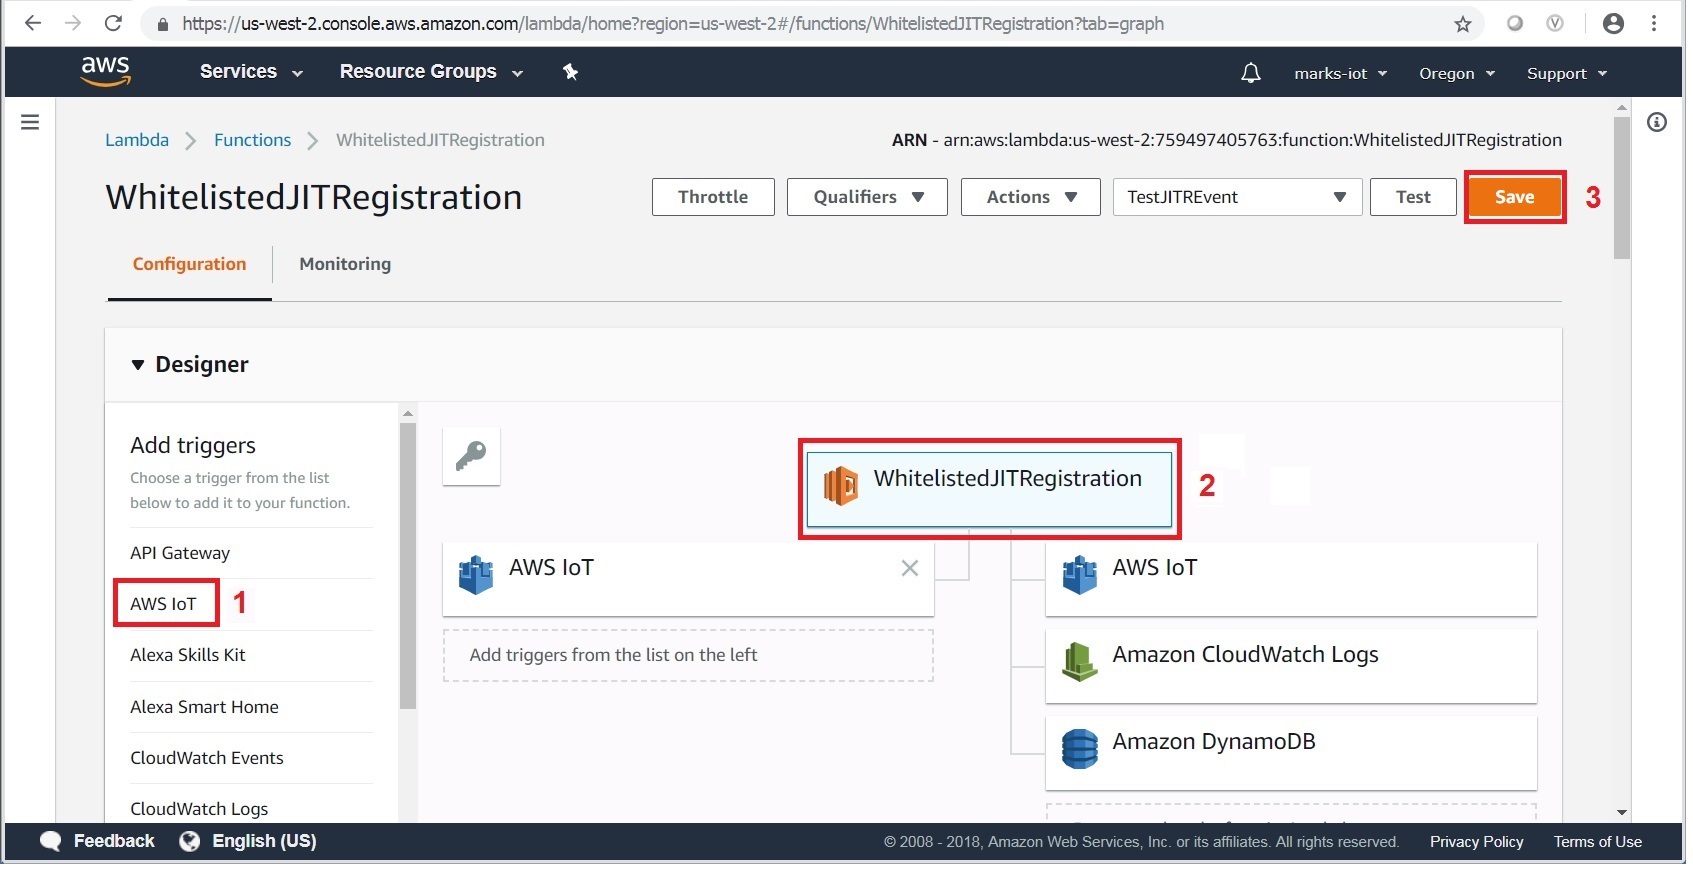 https://us-west-2.console.aws.amazon.com/lambda/home?region=us-west-2#/functions/WhitelistedJITRegistration?tab=graph
aws Services Resource Groups marks-iot Oregon Support
Lambda Functions WhitelistedJITRegistration ARN - arn:aws:lambda:us-west-2:759497405763:function:WhitelistedJITRegistration
WhitelistedJITRegistration Throttle Qualifiers Actions TestJITREvent Test Save 3
Configuration Monitoring
Designer
Add triggers
Choose a trigger from the list
below to add it to your function.
API Gateway
AWS IoT 1
Alexa Skills Kit
Alexa Smart Home
CloudWatch Events
CloudWatch Logs
WhitelistedJITRegistration 2
AWS IoT
Add triggers from the list on the left
AWS IoT
Amazon CloudWatch Logs
Amazon DynamoDB
Feedback English (US) © 2008 - 2018, Amazon Web Services, Inc. or its affiliates. All rights reserved. Privacy Policy Terms of Use